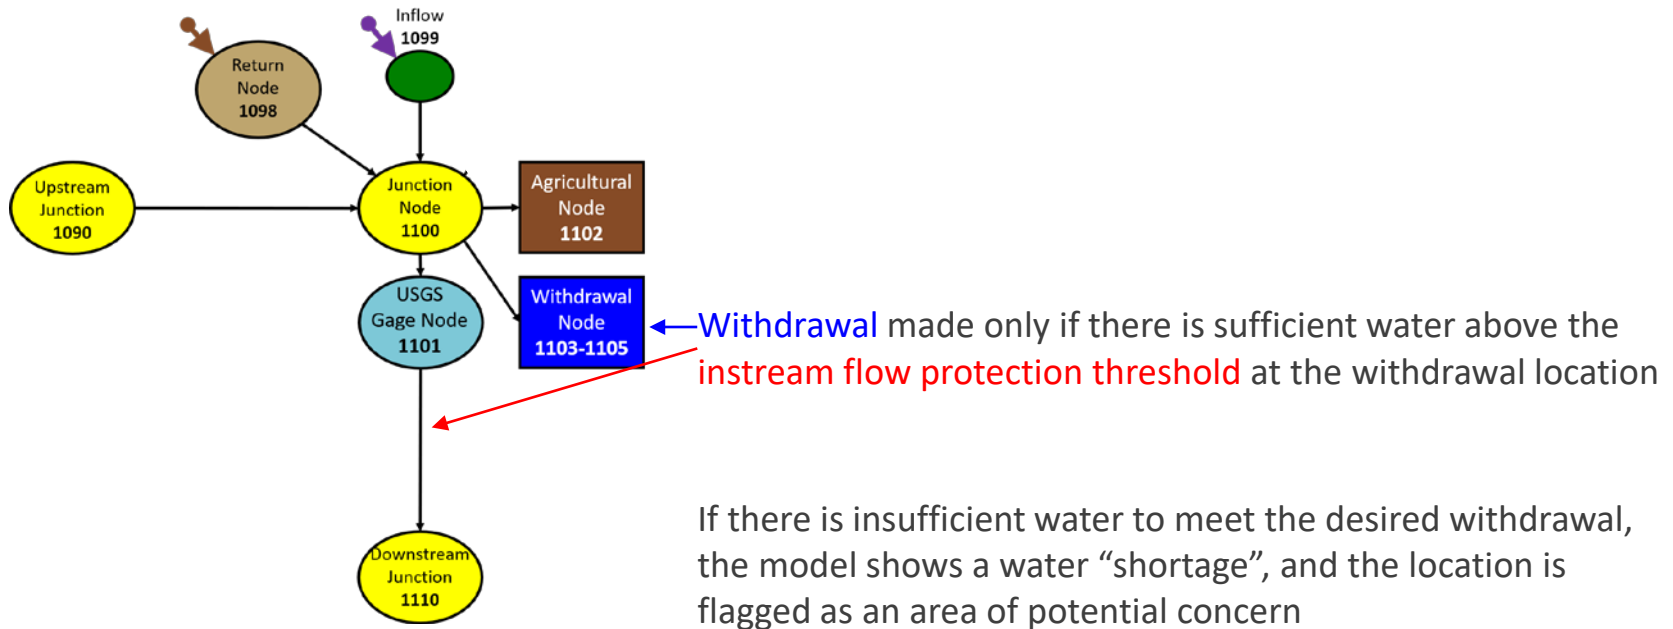 Inflow
1099
Return
Node
1098
Upstream
Junction
1090
Junction
Node
1100
Agricultural
Node
1102
USGS
Gage Node
1101
Withdrawal
Node
1103-1105
Withdrawal made only if there is sufficient water above the
instream flow protection threshold at the withdrawal location
Downstream
Junction
1110
If there is insufficient water to meet the desired withdrawal,
the model shows a water “shortage”, and the location is
flagged as an area of potential concern